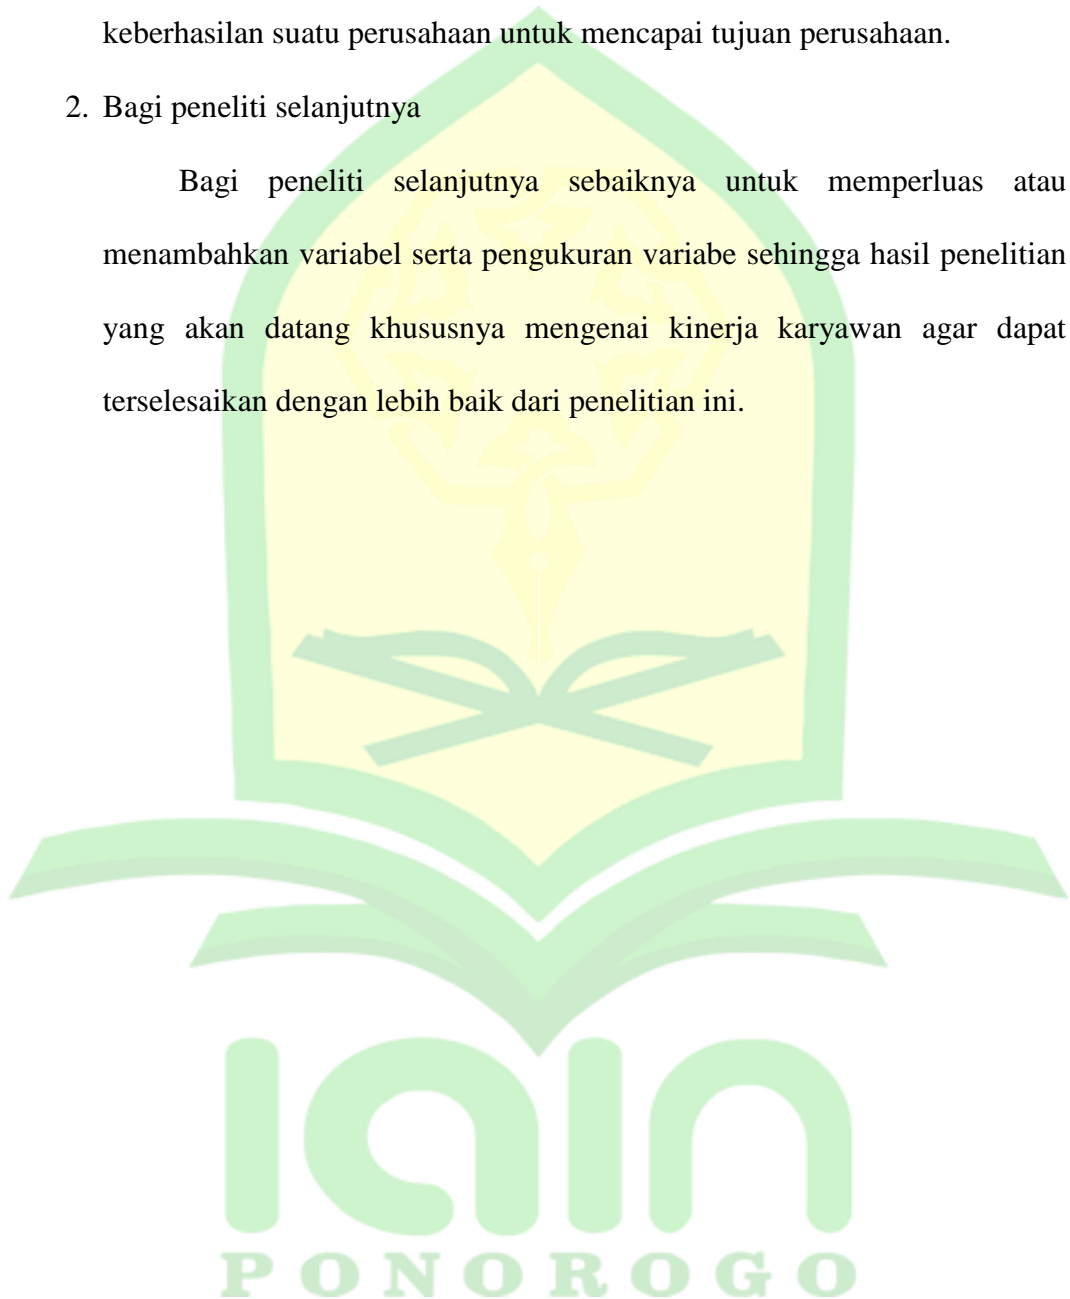 keberhasilan suatu perusahaan untuk mencapai tujuan perusahaan.
2. Bagi peneliti selanjutnya
Bagi peneliti selanjutnya sebaiknya untuk memperluas atau
menambahkan variabel serta pengukuran variabe sehingga hasil penelitian
yang akan datang khususnya mengenai kinerja karyawan agar dapat
terselesaikan dengan lebih baik dari penelitian ini.
iain
PONOROGO